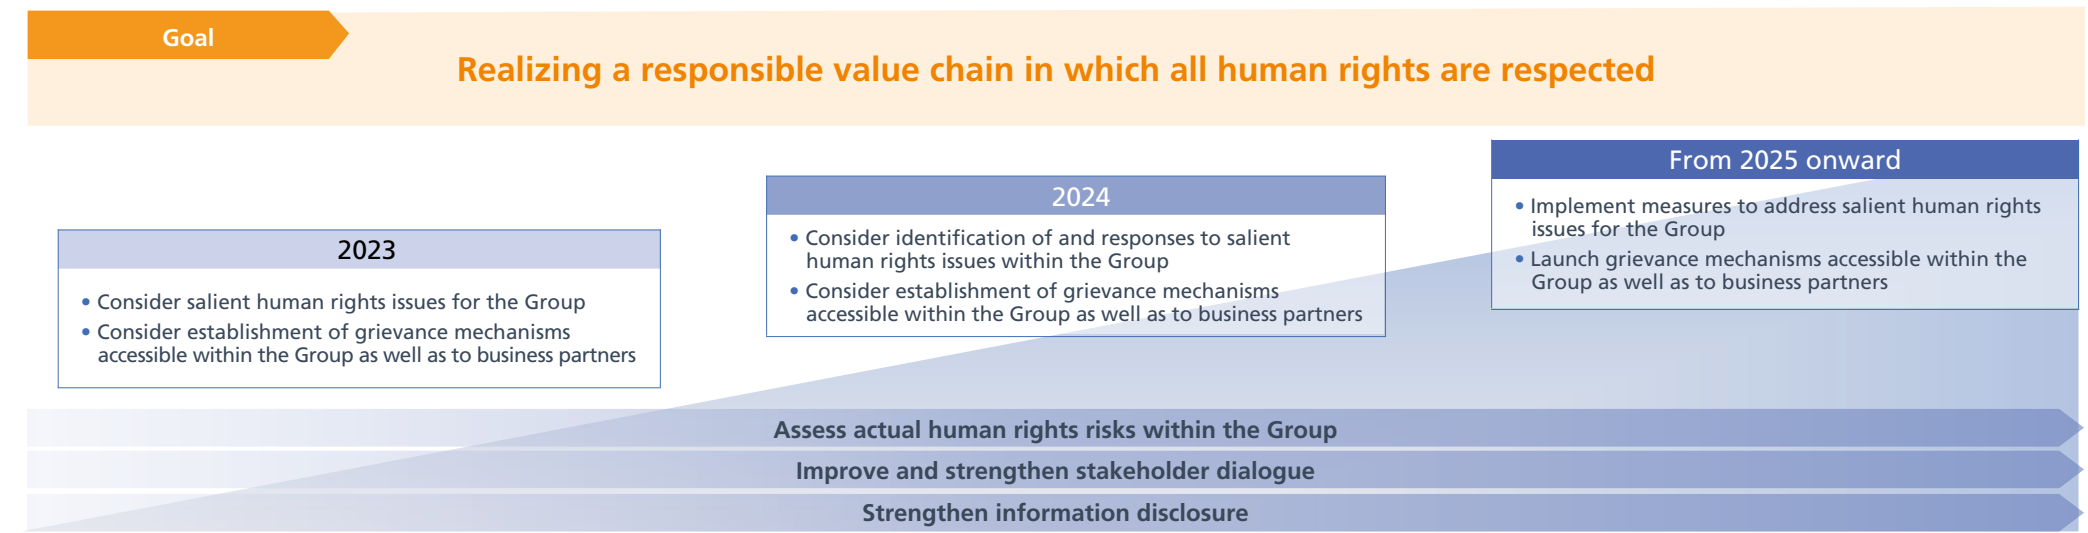 Goal
Realizing a responsible value chain in which all human rights are respected
2023
• Consider salient human rights issues for the Group
• Consider establishment of grievance mechanisms
accessible within the Group as well as to business partners
2024
• Consider identification of and responses to salient
human rights issues within the Group
• Consider establishment of grievance mechanisms
accessible within the Group as well as to business partners
From 2025 onward
• Implement measures to address salient human rights
issues for the Group
• Launch grievance mechanisms accessible within the
Group as well as to business partners
Assess actual human rights risks within the Group
Improve and strengthen stakeholder dialogue
Strengthen information disclosure